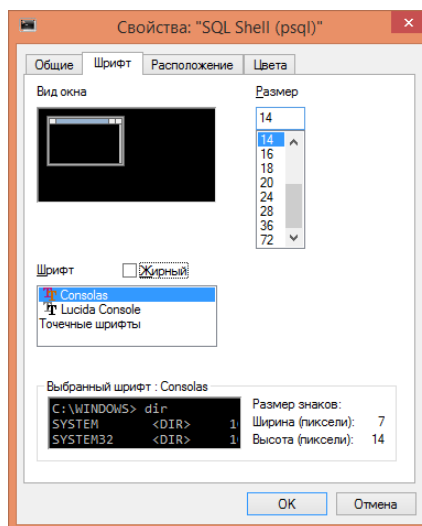 Свойства: "SQL Shell (psql)"
Общие Шрифт Расположение Цвета
Вид окна
Размер
14
14
16
18
20
24
28
36
72
Шрифт
Жирный
Consolas
Lucida Console
Точечные шрифты
Выбранный шрифт : Consolas
C:\WINDOWS> dir
SYSTEM <DIR> 1
SYSTEM32 <DIR> 1
Размер знаков:
Ширина (пиксели): 7
Высота (пиксели): 14
OK Отмена